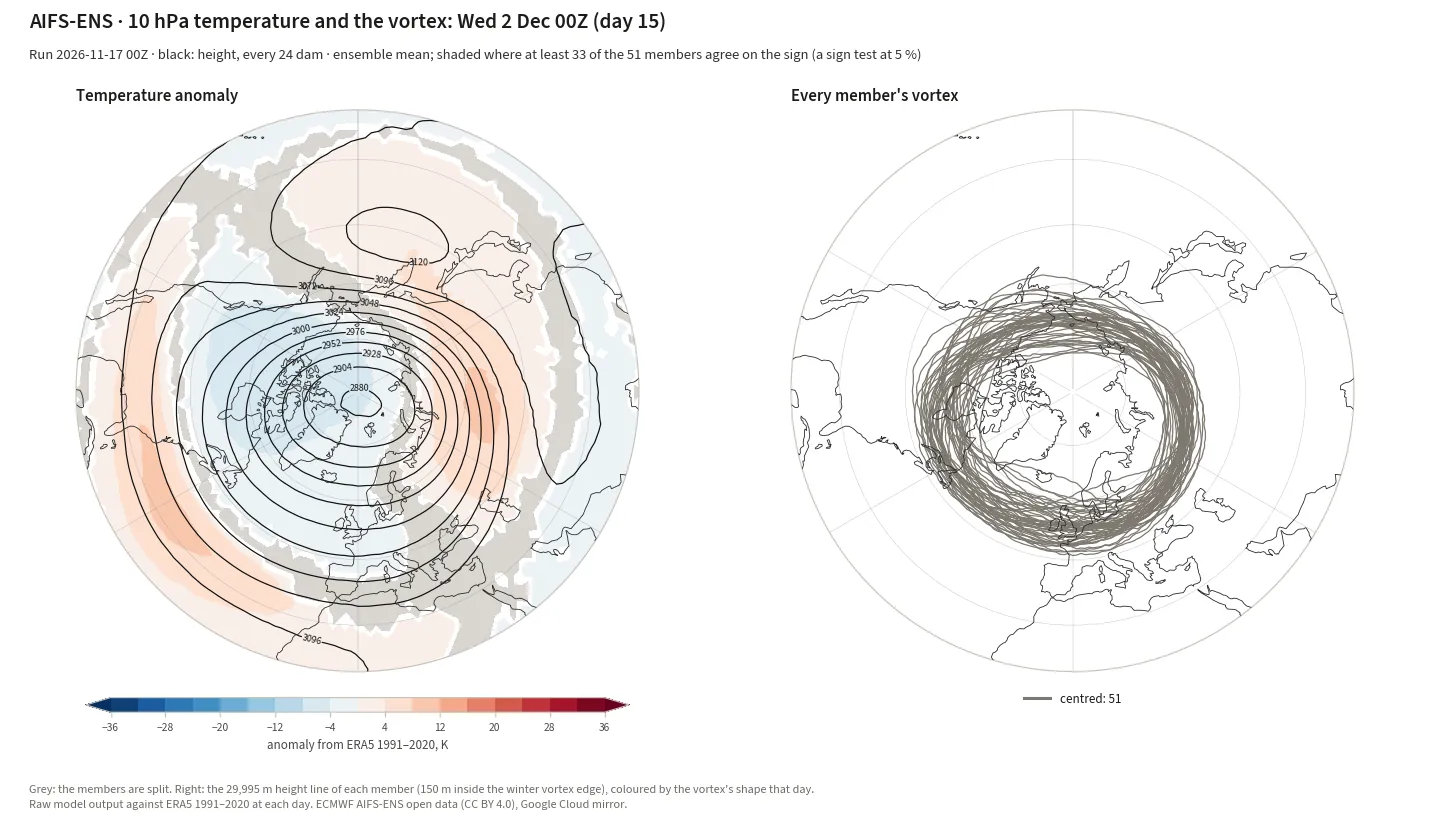 AIFS-ENS · 10 hPa temperature and the vortex: Wed 2 Dec 00Z (day 15)
Run 2026-11-17 00Z · black: height, every 24 dam · ensemble mean; shaded where at least 33 of the 51 members agree on the sign (a sign test at 5 %)
Temperature anomaly
Every member's vortex
3120
3096
3072
3048
3024
3000
2976
2952
2928
2904
2880
3096
centred: 51
−36 −28 −20 −12 −4 4 12 20 28 36
anomaly from ERA5 1991–2020, K
Grey: the members are split. Right: the 29,995 m height line of each member (150 m inside the winter vortex edge), coloured by the vortex's shape that day.
Raw model output against ERA5 1991–2020 at each day. ECMWF AIFS-ENS open data (CC BY 4.0), Google Cloud mirror.